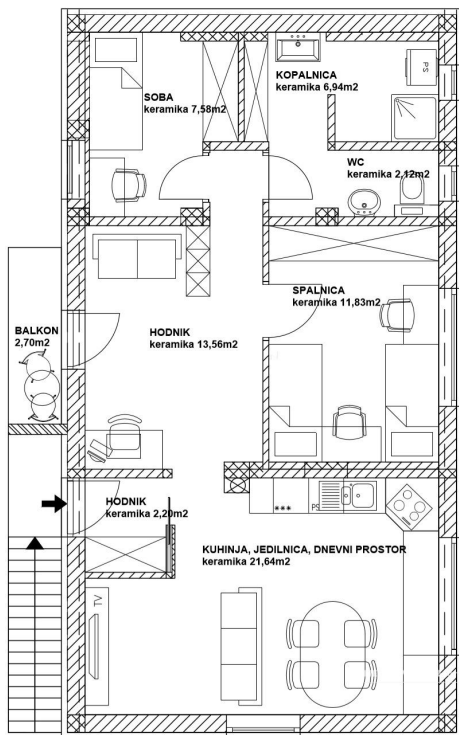 KOPALNICA
keramika 6,94m2
PS
SOBA
keramika 7,58m2
WC
keramika 2,12m2
SPALNICA
keramika 11,83m2
BALKON
2,70m2
HODNIK
keramika 13,56m2
HODNIK
keramika 2,20m2
PS
KUHINJA, JEDILNICA, DNEVNI PROSTOR
keramika 21,64m2
TV